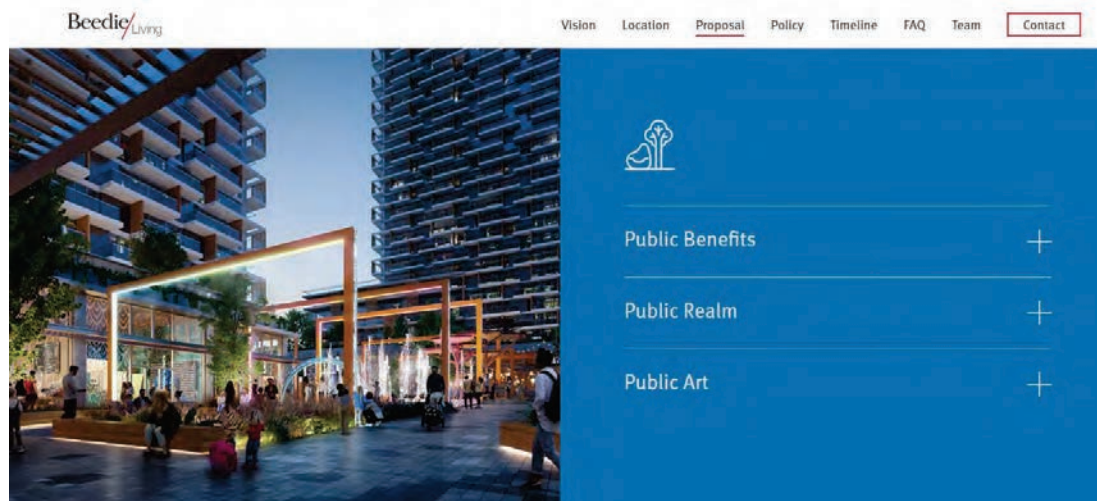 Beedie/Living
Vision Location Proposal Policy Timeline FAQ Team Contact
Public Benefits
Public Realm
Public Art